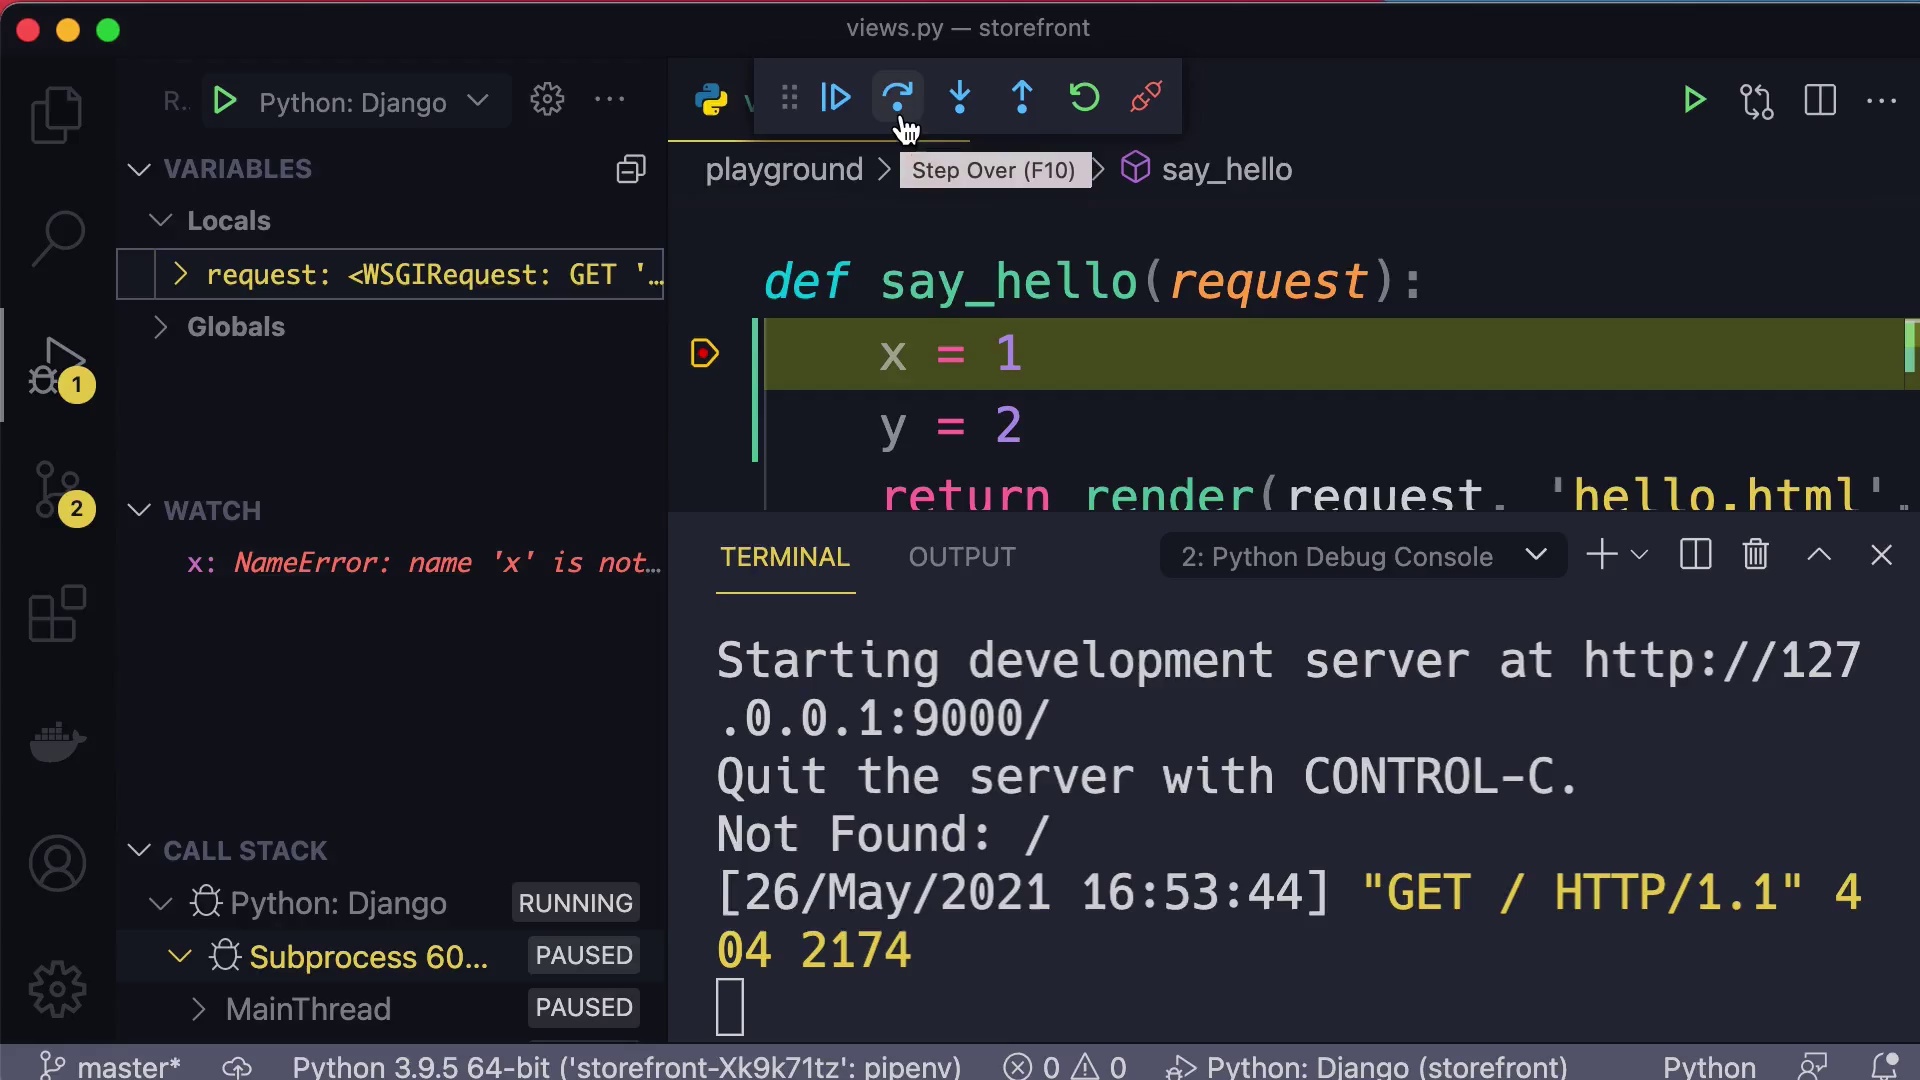 views.py — storefront
R..
Python: Django
VARIABLES
Locals
request: <WSGIRequest: GET '…
Globals
WATCH
x: NameError: name 'x' is not…
CALL STACK
Python: Django RUNNING
Subprocess 60... PAUSED
MainThread PAUSED
1
2
playground > Step Over (F10) > say_hello
def say_hello(request):
x = 1
y = 2
return render(request, 'hello.html',
TERMINAL OUTPUT 2: Python Debug Console
Starting development server at http://127
.0.0.1:9000/
Quit the server with CONTROL-C.
Not Found: /
[26/May/2021 16:53:44] "GET / HTTP/1.1" 4
04 2174
master* Python 3.9.5 64-bit ('storefront-Xk9k71tz': pipenv) 0 0 Python: Django (storefront) Python